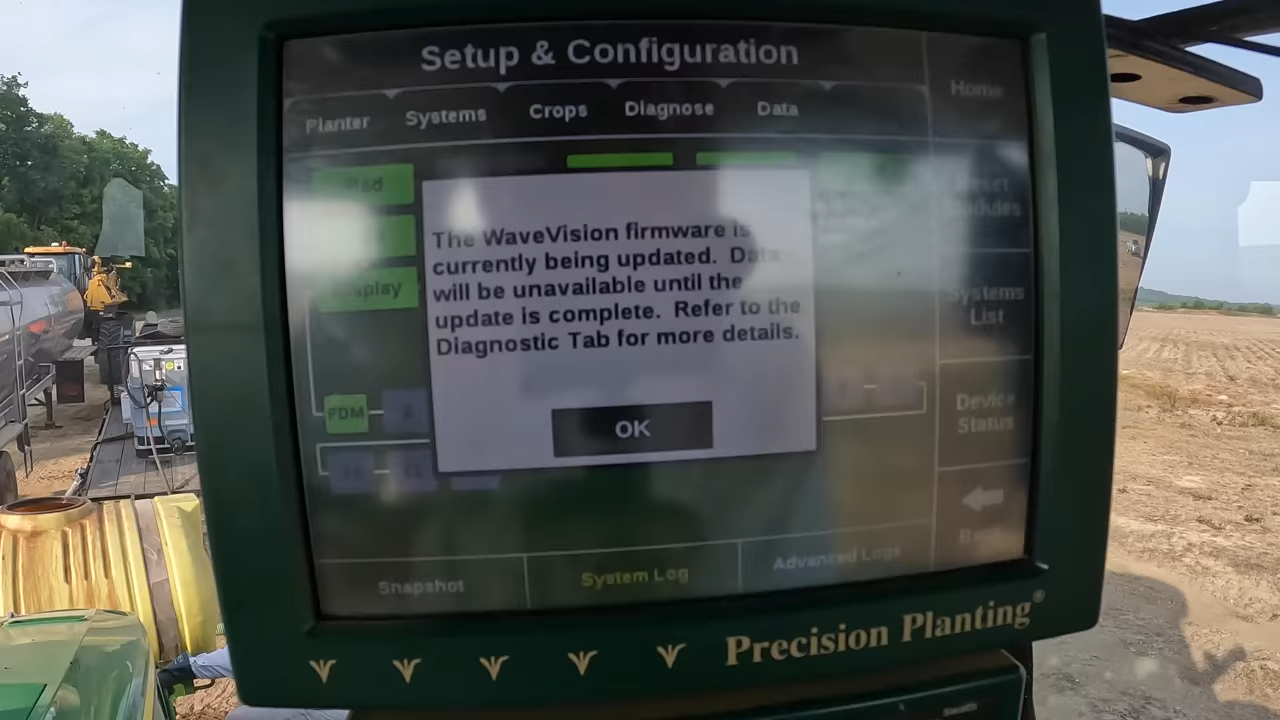 Setup & Configuration
Home
Planter Systems Crops Diagnose Data
The WaveVision firmware is
currently being updated. Data
will be unavailable until the
update is complete. Refer to the
Diagnostic Tab for more details.
OK
PDM
Systems
List
Device
Status
Back
Snapshot System Log Advanced Logs
Precision Planting®